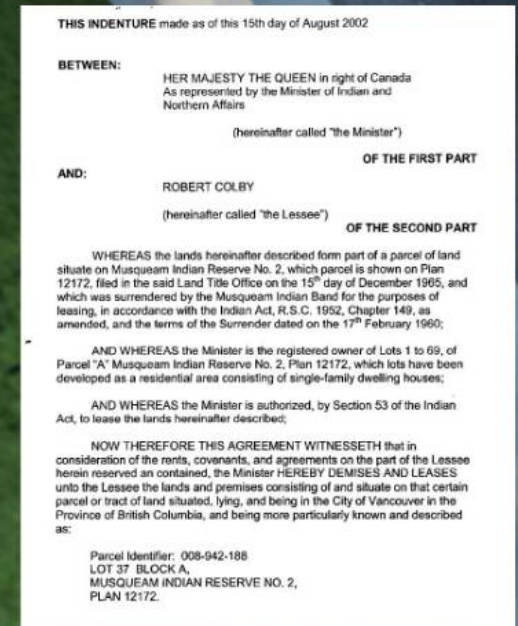 THIS INDENTURE made as of this 15th day of August 2002
BETWEEN:
HER MAJESTY THE QUEEN in right of Canada
As represented by the Minister of Indian and
Northern Affairs
(hereinafter called "the Minister")
OF THE FIRST PART
AND:
ROBERT COLBY
(hereinafter called "the Lessee")
OF THE SECOND PART
WHEREAS the lands hereinafter described form part of a parcel of land
situate on Musqueam Indian Reserve No. 2, which parcel is shown on Plan
12172, filed in the said Land Title Office on the 15th day of December 1965, and
which was surrendered by the Musqueam Indian Band for the purposes of
leasing, in accordance with the Indian Act, R.S.C. 1952, Chapter 149, as
amended, and the terms of the Surrender dated on the 17th February 1960;
AND WHEREAS the Minister is the registered owner of Lots 1 to 69, of
Parcel "A" Musqueam Indian Reserve No. 2, Plan 12172, which lots have been
developed as a residential area consisting of single-family dwelling houses;
AND WHEREAS the Minister is authorized, by Section 53 of the Indian
Act, to lease the lands hereinafter described;
NOW THEREFORE THIS AGREEMENT WITNESSETH that in
consideration of the rents, covenants, and agreements on the part of the Lessee
herein reserved an contained, the Minister HEREBY DEMISES AND LEASES
unto the Lessee the lands and premises consisting of and situate on that certain
parcel or tract of land situated, lying, and being in the City of Vancouver in the
Province of British Columbia, and being more particularly known and described
as:
Parcel Identifier: 008-942-188
LOT 37 BLOCK A,
MUSQUEAM INDIAN RESERVE NO. 2,
PLAN 12172.